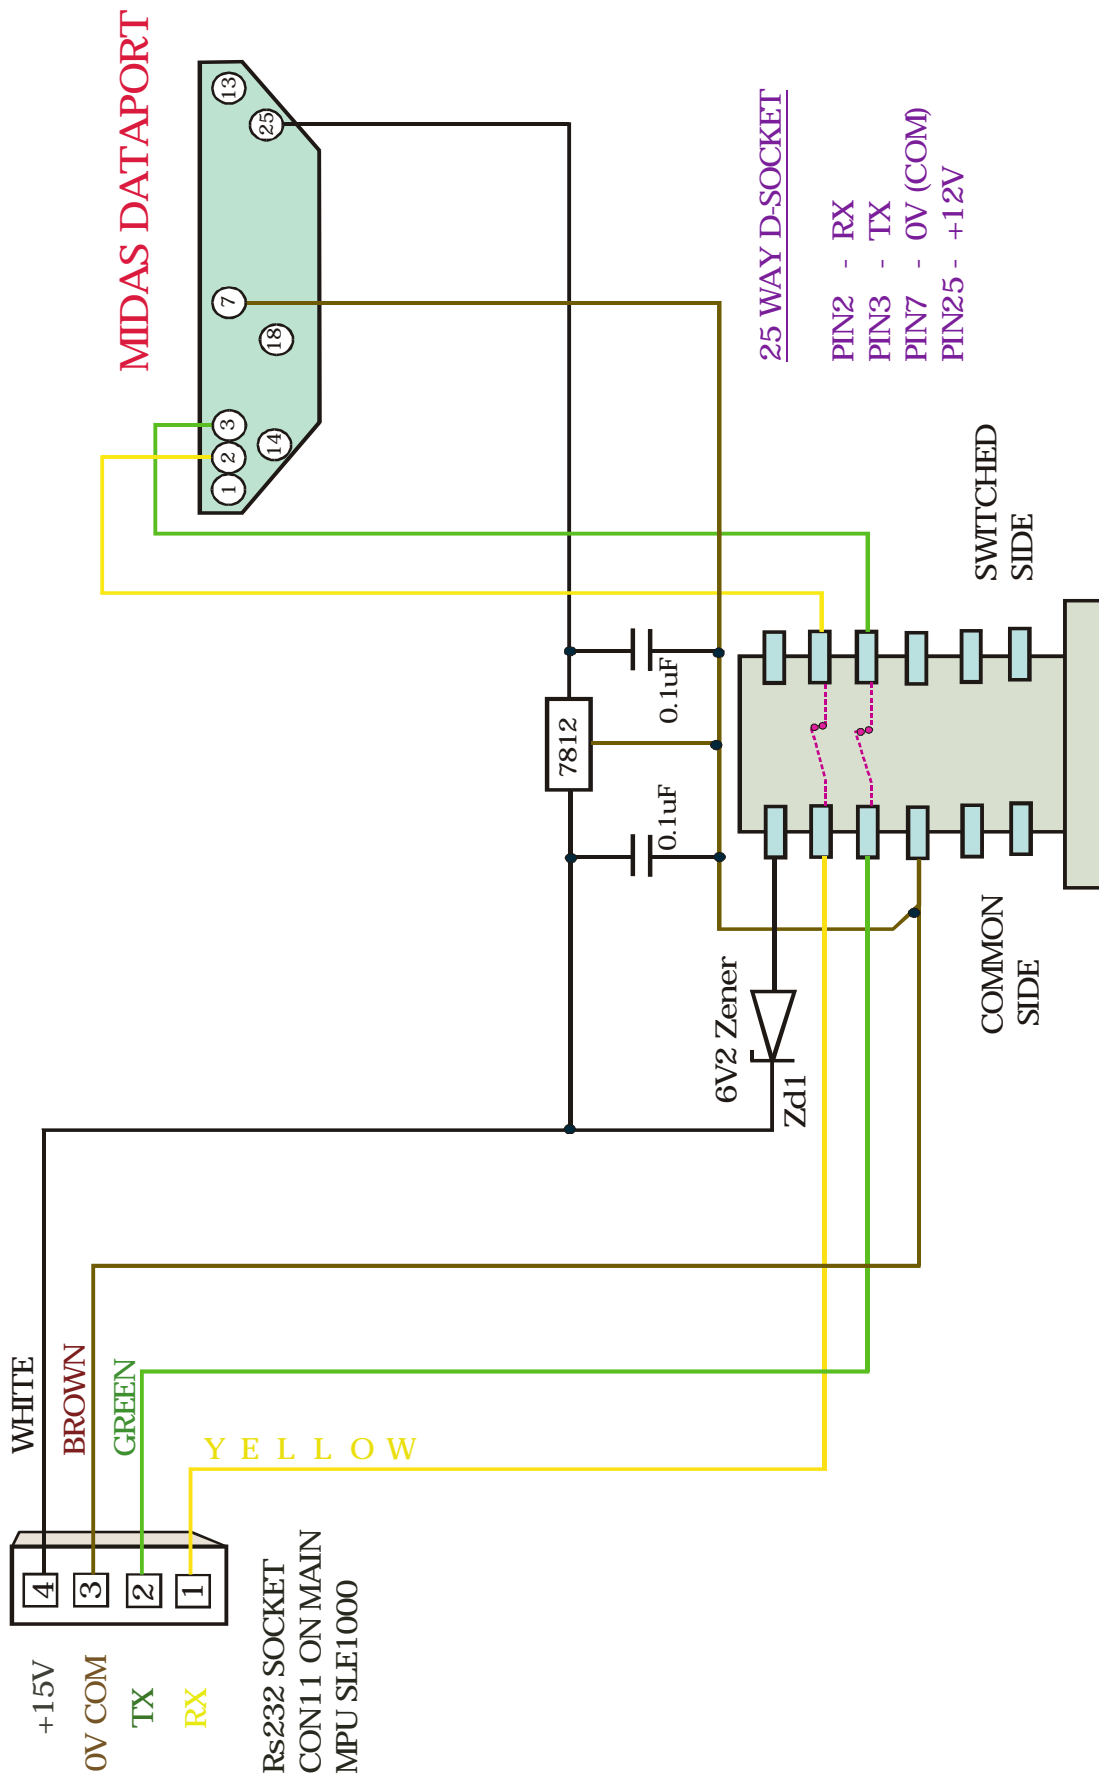 MIDAS DATAPORT
13
25
7
18
3
2
1
14
25 WAY D-SOCKET
PIN2 - RX
PIN3 - TX
PIN7 - 0V (COM)
PIN25 - +12V
7812
0.1uF
0.1uF
SWITCHED
SIDE
COMMON
SIDE
6V2 Zener
Zd1
WHITE
BROWN
GREEN
YELLOW
4
3
2
1
+15V
0V COM
TX
RX
Rs232 SOCKET
CON11 ON MAIN
MPU SLE1000